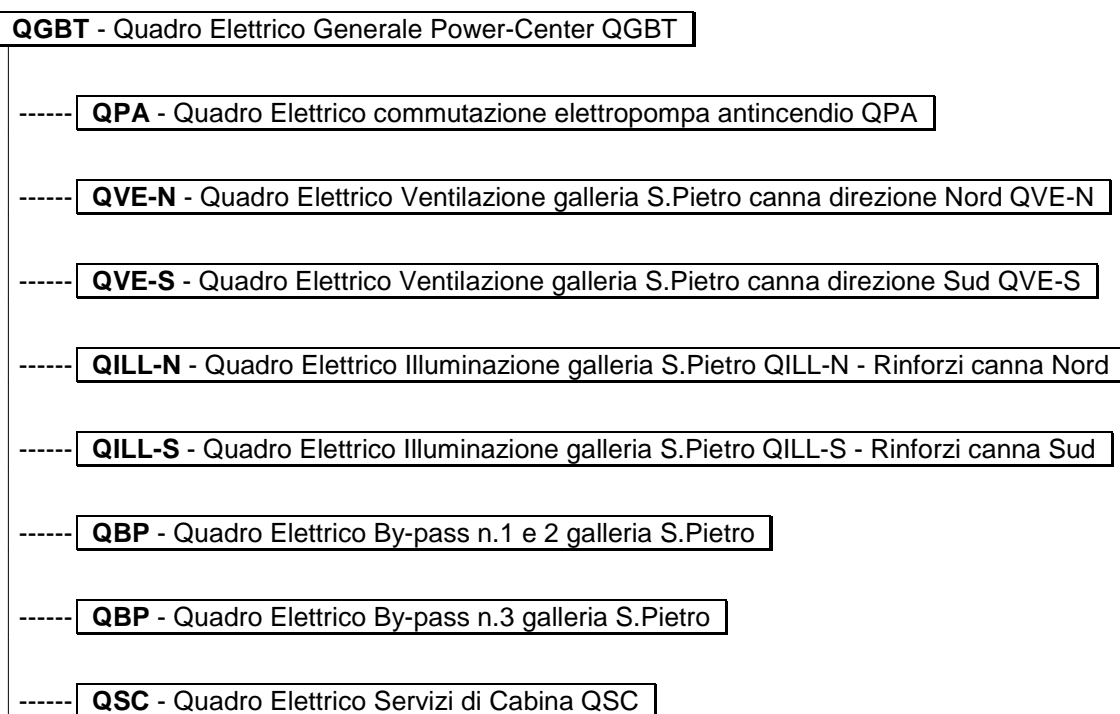 QGBT - Quadro Elettrico Generale Power-Center QGBT
------ QPA - Quadro Elettrico commutazione elettropompa antincendio QPA
------ QVE-N - Quadro Elettrico Ventilazione galleria S.Pietro canna direzione Nord QVE-N
------ QVE-S - Quadro Elettrico Ventilazione galleria S.Pietro canna direzione Sud QVE-S
------ QILL-N - Quadro Elettrico Illuminazione galleria S.Pietro QILL-N - Rinforzi canna Nord
------ QILL-S - Quadro Elettrico Illuminazione galleria S.Pietro QILL-S - Rinforzi canna Sud
------ QBP - Quadro Elettrico By-pass n.1 e 2 galleria S.Pietro
------ QBP - Quadro Elettrico By-pass n.3 galleria S.Pietro
------ QSC - Quadro Elettrico Servizi di Cabina QSC